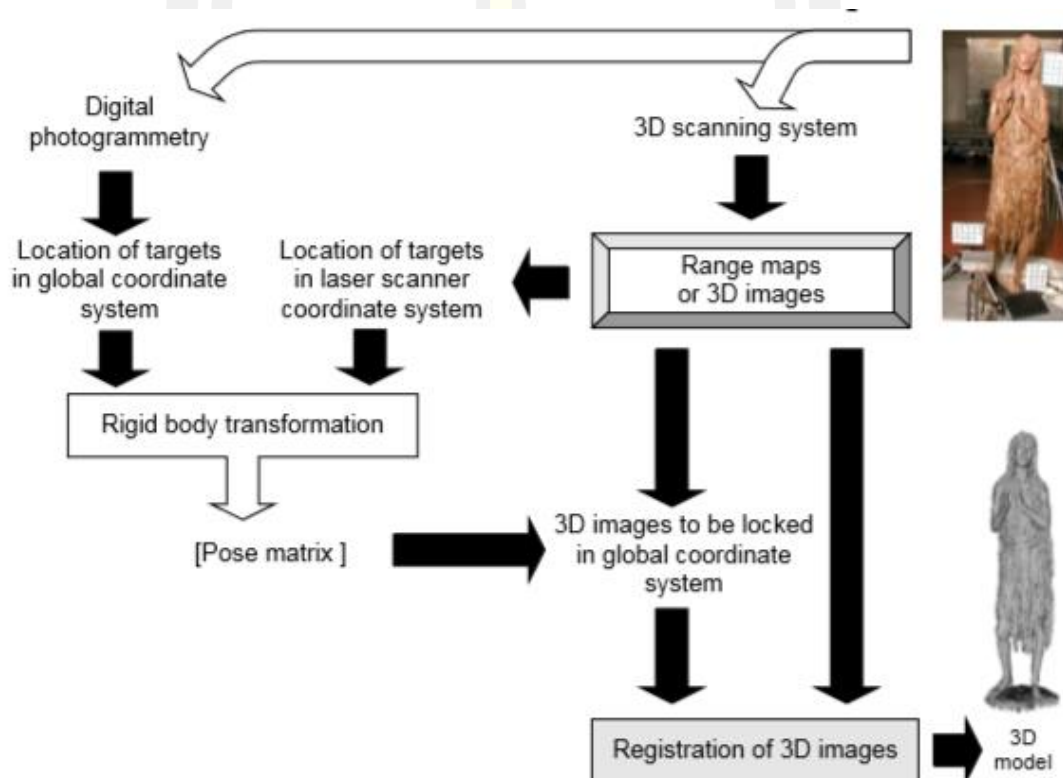 Digital
photogrammetry
3D scanning system
Location of targets
in global coordinate
system
Location of targets
in laser scanner
coordinate system
Range maps
or 3D images
Rigid body transformation
[Pose matrix ]
3D images to be locked
in global coordinate
system
Registration of 3D images
3D
model